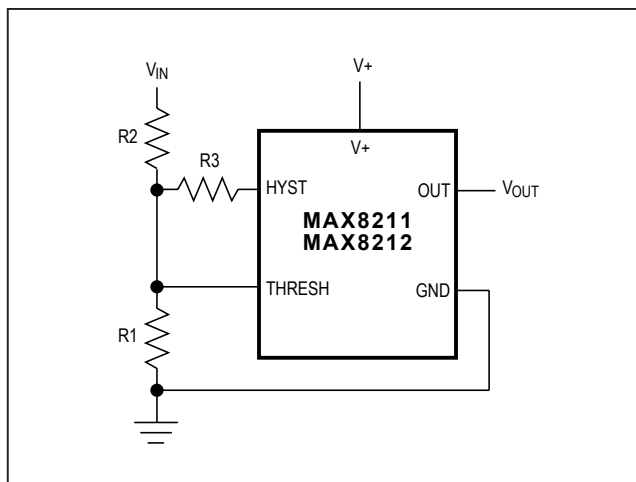 V+
VIN
R2
V+
R3
HYST
OUT
VOUT
MAX8211
MAX8212
THRESH
GND
R1